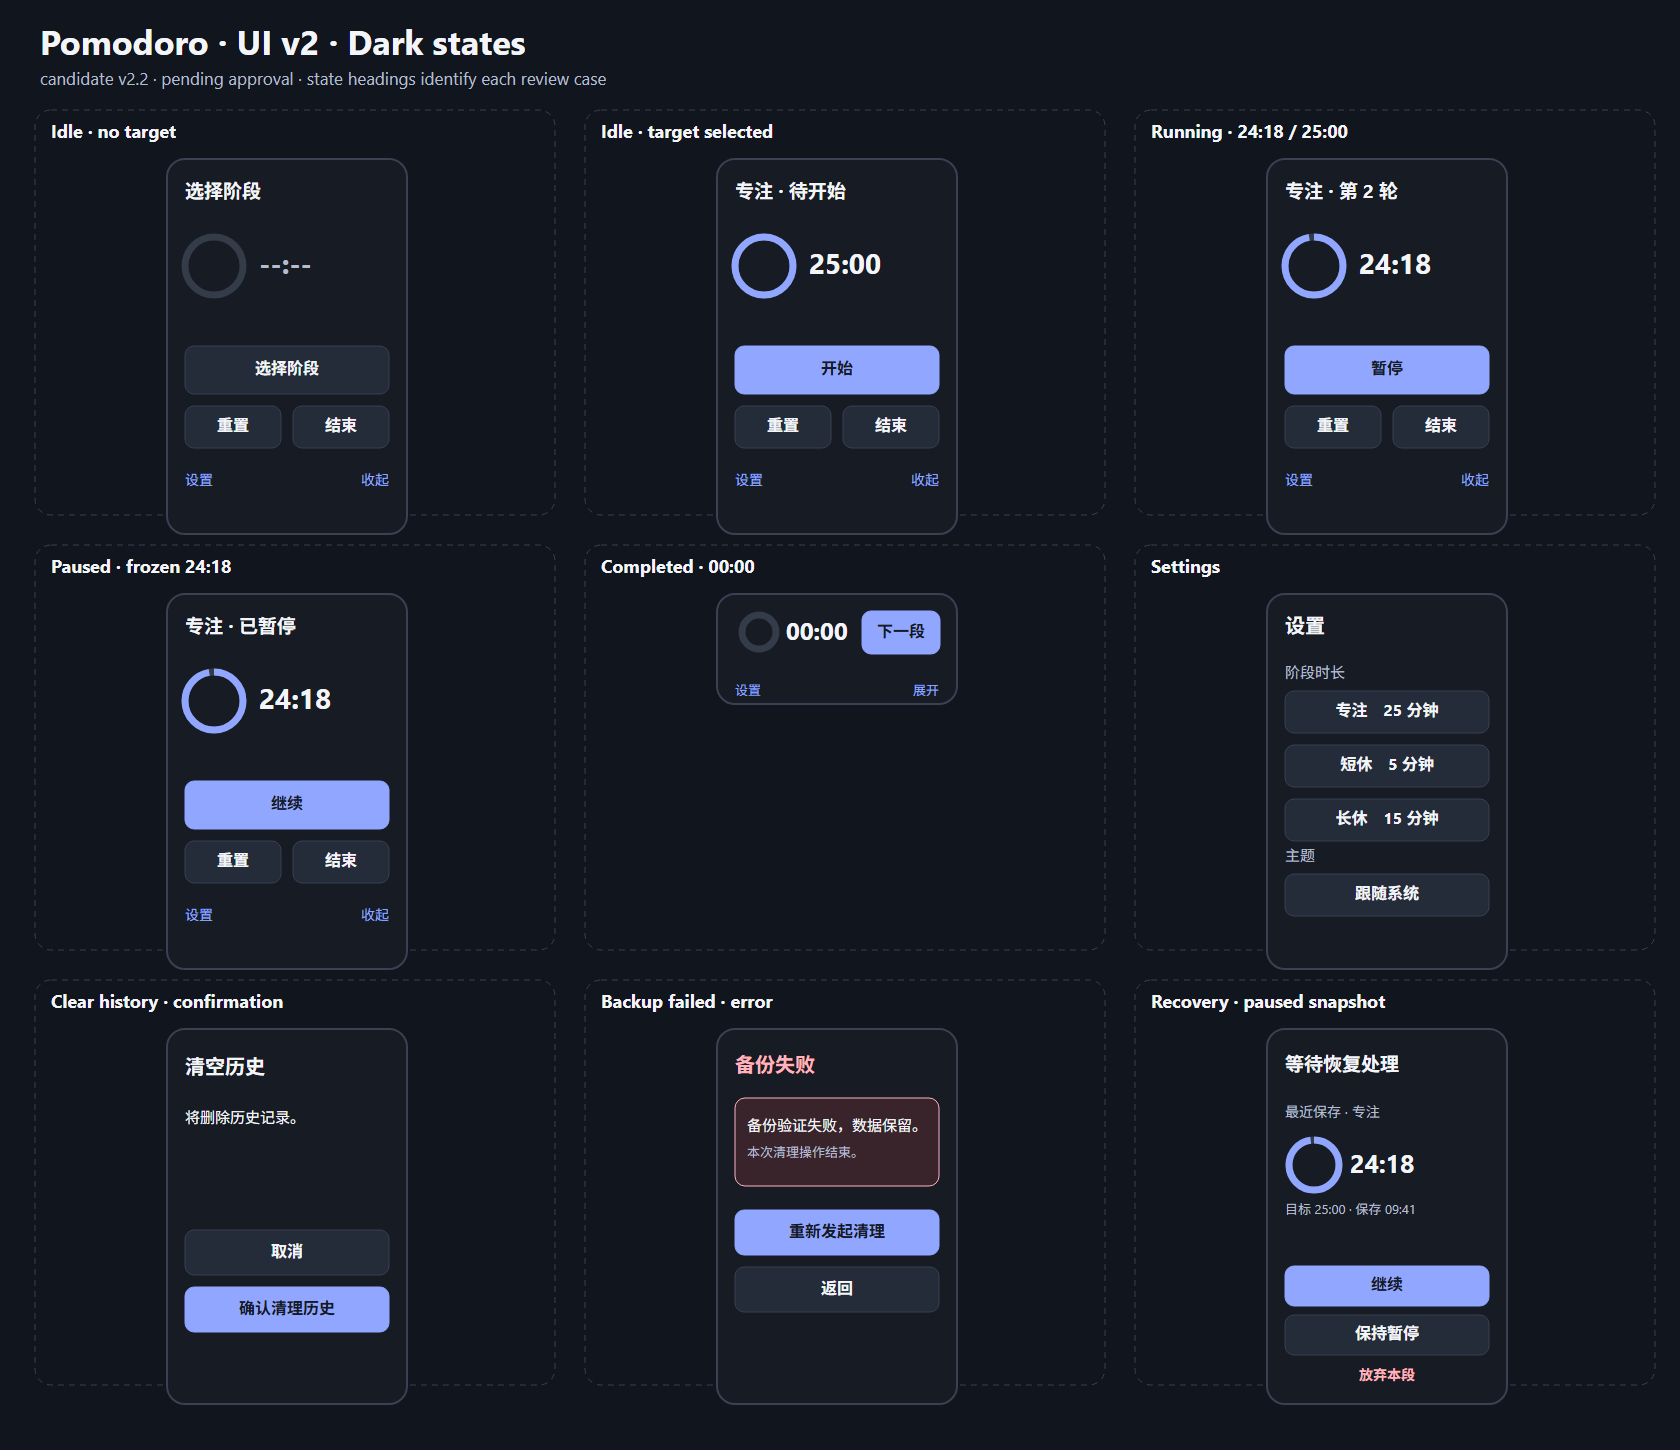 Pomodoro · UI v2 · Dark states
candidate v2.2 · pending approval · state headings identify each review case
Idle · no target
选择阶段
--:--
选择阶段
重置
结束
设置
收起
Idle · target selected
专注 · 待开始
25:00
开始
重置
结束
设置
收起
Running · 24:18 / 25:00
专注 · 第 2 轮
24:18
暂停
重置
结束
设置
收起
Paused · frozen 24:18
专注 · 已暂停
24:18
继续
重置
结束
设置
收起
Completed · 00:00
00:00
下一段
设置
展开
Settings
设置
阶段时长
专注 25 分钟
短休 5 分钟
长休 15 分钟
主题
跟随系统
Clear history · confirmation
清空历史
将删除历史记录。
取消
确认清理历史
Backup failed · error
备份失败
备份验证失败，数据保留。
本次清理操作结束。
重新发起清理
返回
Recovery · paused snapshot
等待恢复处理
最近保存 · 专注
24:18
目标 25:00 · 保存 09:41
继续
保持暂停
放弃本段